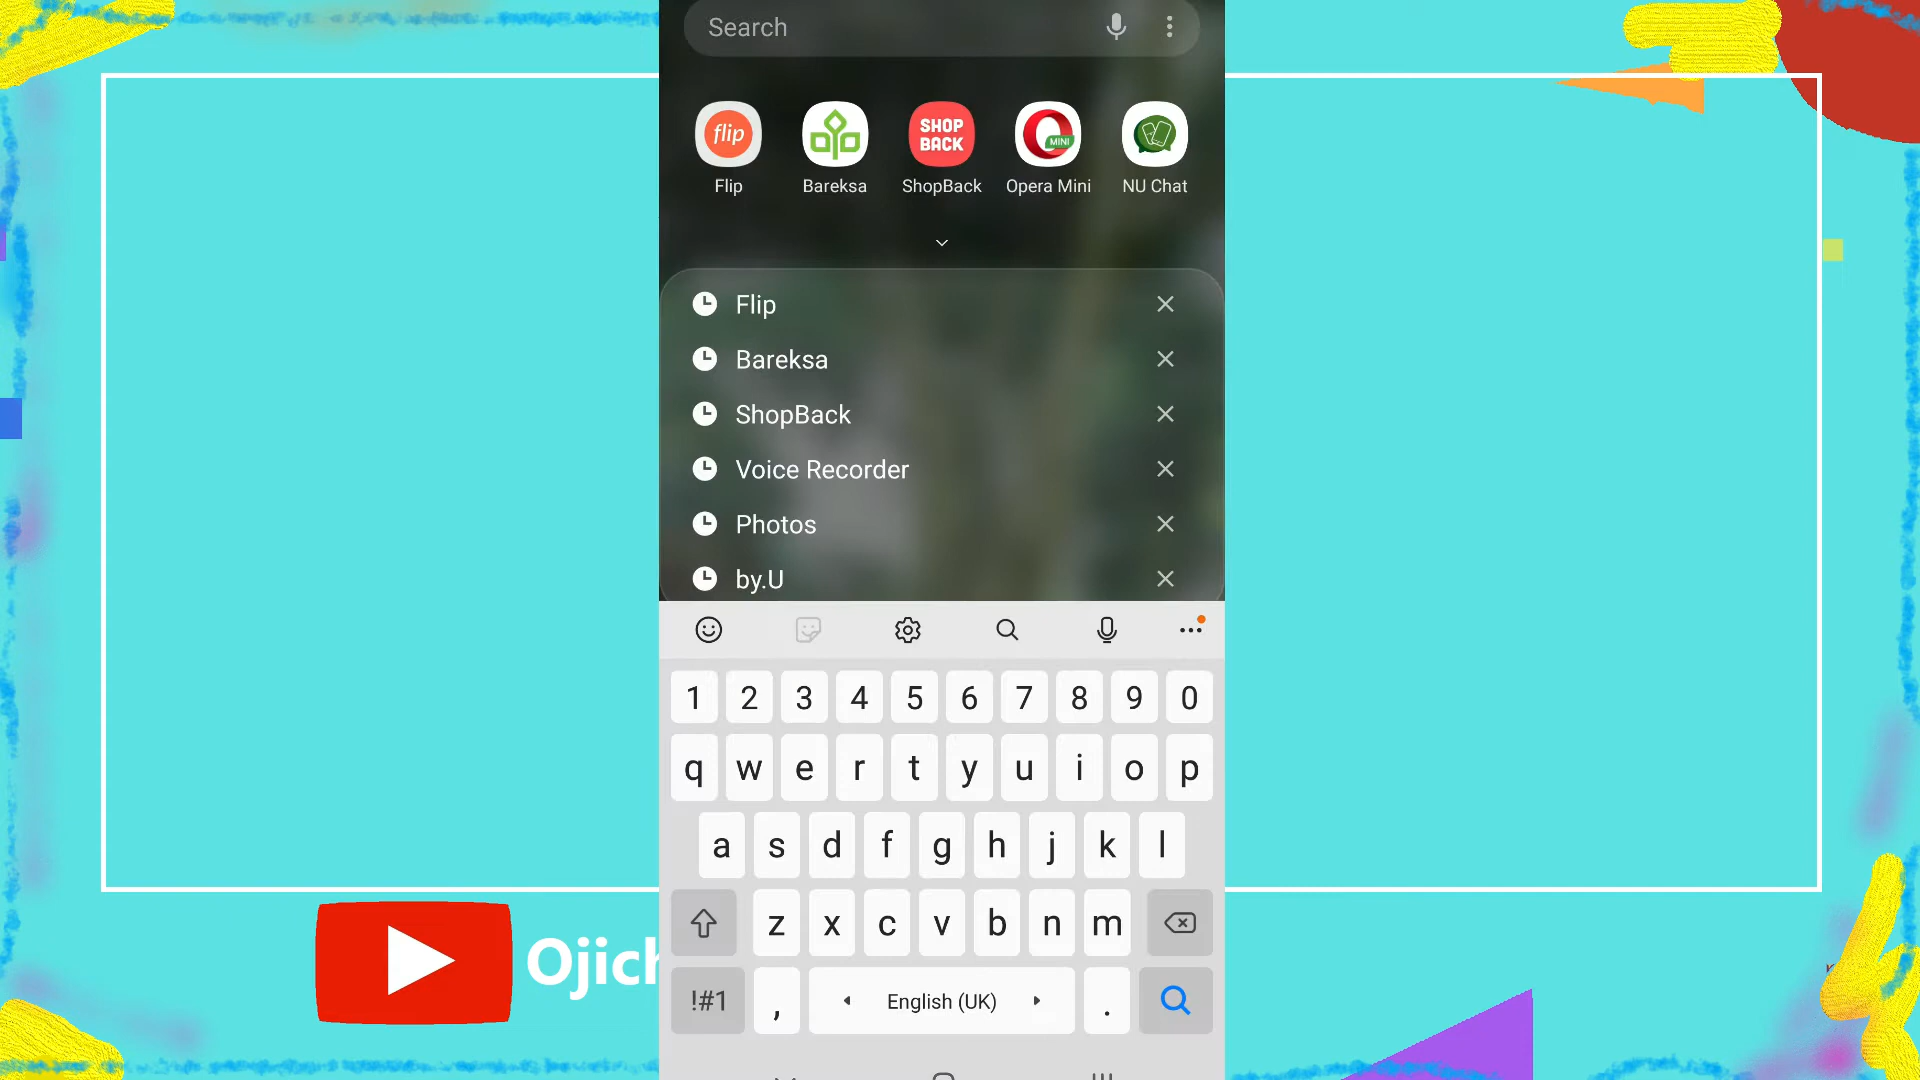 Search
flip
SHOP
BACK
MINI
Flip
Bareksa
ShopBack
Opera Mini
NU Chat
Flip
Bareksa
ShopBack
Voice Recorder
Photos
by.U
1 2 3 4 5 6 7 8 9 0
q w e r t y u i o p
a s d f g h j k l
z x c v b n m
!#1 , English (UK) .
Ojich